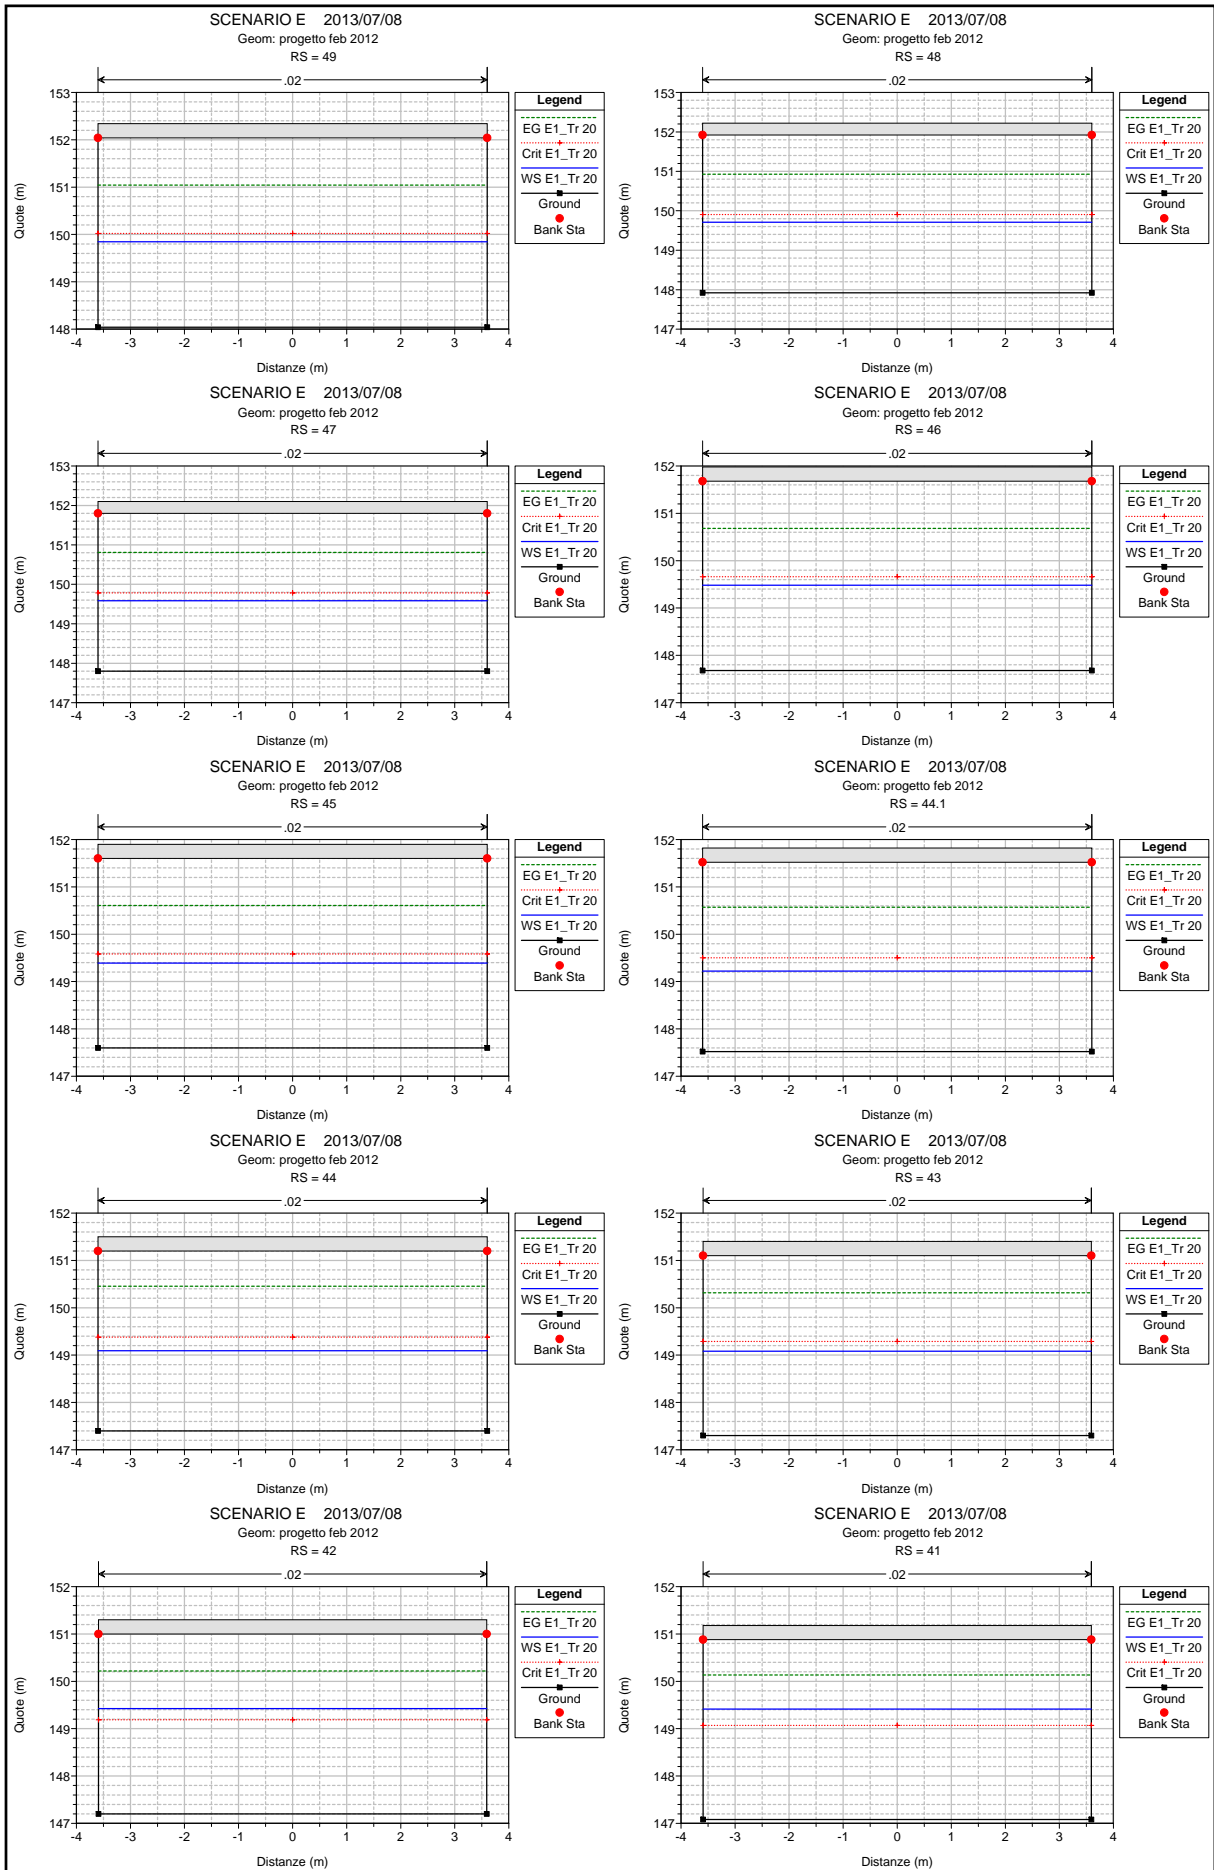 SCENARIO E 2013/07/08
Geom: progetto feb 2012
RS = 49
.02
153
152
151
150
149
148
-4 -3 -2 -1 0 1 2 3 4
Quote (m)
Distanze (m)
Legend
EG E1_Tr 20
Crit E1_Tr 20
WS E1_Tr 20
Ground
Bank Sta
SCENARIO E 2013/07/08
Geom: progetto feb 2012
RS = 48
.02
153
152
151
150
149
148
147
-4 -3 -2 -1 0 1 2 3 4
Quote (m)
Distanze (m)
Legend
EG E1_Tr 20
Crit E1_Tr 20
WS E1_Tr 20
Ground
Bank Sta
SCENARIO E 2013/07/08
Geom: progetto feb 2012
RS = 47
.02
153
152
151
150
149
148
147
-4 -3 -2 -1 0 1 2 3 4
Quote (m)
Distanze (m)
Legend
EG E1_Tr 20
Crit E1_Tr 20
WS E1_Tr 20
Ground
Bank Sta
SCENARIO E 2013/07/08
Geom: progetto feb 2012
RS = 46
.02
152
151
150
149
148
147
-4 -3 -2 -1 0 1 2 3 4
Quote (m)
Distanze (m)
Legend
EG E1_Tr 20
Crit E1_Tr 20
WS E1_Tr 20
Ground
Bank Sta
SCENARIO E 2013/07/08
Geom: progetto feb 2012
RS = 45
.02
152
151
150
149
148
147
-4 -3 -2 -1 0 1 2 3 4
Quote (m)
Distanze (m)
Legend
EG E1_Tr 20
Crit E1_Tr 20
WS E1_Tr 20
Ground
Bank Sta
SCENARIO E 2013/07/08
Geom: progetto feb 2012
RS = 44.1
.02
152
151
150
149
148
147
-4 -3 -2 -1 0 1 2 3 4
Quote (m)
Distanze (m)
Legend
EG E1_Tr 20
Crit E1_Tr 20
WS E1_Tr 20
Ground
Bank Sta
SCENARIO E 2013/07/08
Geom: progetto feb 2012
RS = 44
.02
152
151
150
149
148
147
-4 -3 -2 -1 0 1 2 3 4
Quote (m)
Distanze (m)
Legend
EG E1_Tr 20
Crit E1_Tr 20
WS E1_Tr 20
Ground
Bank Sta
SCENARIO E 2013/07/08
Geom: progetto feb 2012
RS = 43
.02
152
151
150
149
148
147
-4 -3 -2 -1 0 1 2 3 4
Quote (m)
Distanze (m)
Legend
EG E1_Tr 20
Crit E1_Tr 20
WS E1_Tr 20
Ground
Bank Sta
SCENARIO E 2013/07/08
Geom: progetto feb 2012
RS = 42
.02
152
151
150
149
148
147
-4 -3 -2 -1 0 1 2 3 4
Quote (m)
Distanze (m)
Legend
EG E1_Tr 20
WS E1_Tr 20
Crit E1_Tr 20
Ground
Bank Sta
SCENARIO E 2013/07/08
Geom: progetto feb 2012
RS = 41
.02
152
151
150
149
148
147
-4 -3 -2 -1 0 1 2 3 4
Quote (m)
Distanze (m)
Legend
EG E1_Tr 20
WS E1_Tr 20
Crit E1_Tr 20
Ground
Bank Sta